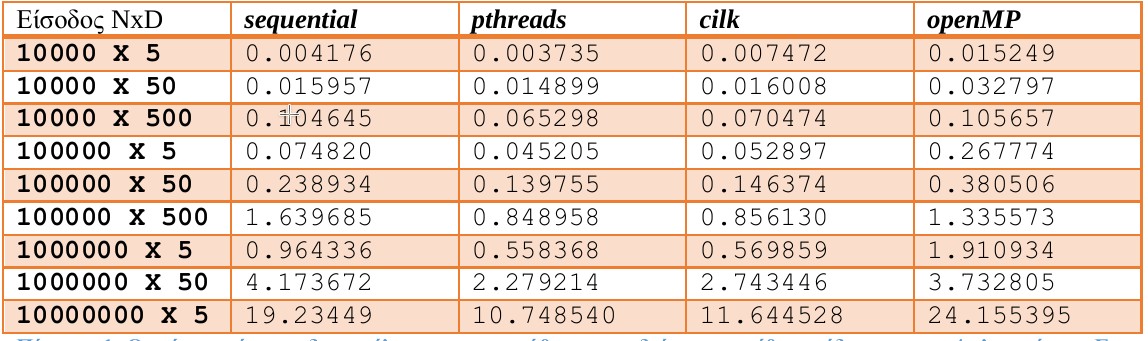 Είσοδος NxD sequential pthreads cilk openMP
10000 X 5 0.004176 0.003735 0.007472 0.015249
10000 X 50 0.015957 0.014899 0.016008 0.032797
10000 X 500 0.104645 0.065298 0.070474 0.105657
100000 X 5 0.074820 0.045205 0.052897 0.267774
100000 X 50 0.238934 0.139755 0.146374 0.380506
100000 X 500 1.639685 0.848958 0.856130 1.335573
1000000 X 5 0.964336 0.558368 0.569859 1.910934
1000000 X 50 4.173672 2.279214 2.743446 3.732805
10000000 X 5 19.23449 10.748540 11.644528 24.155395